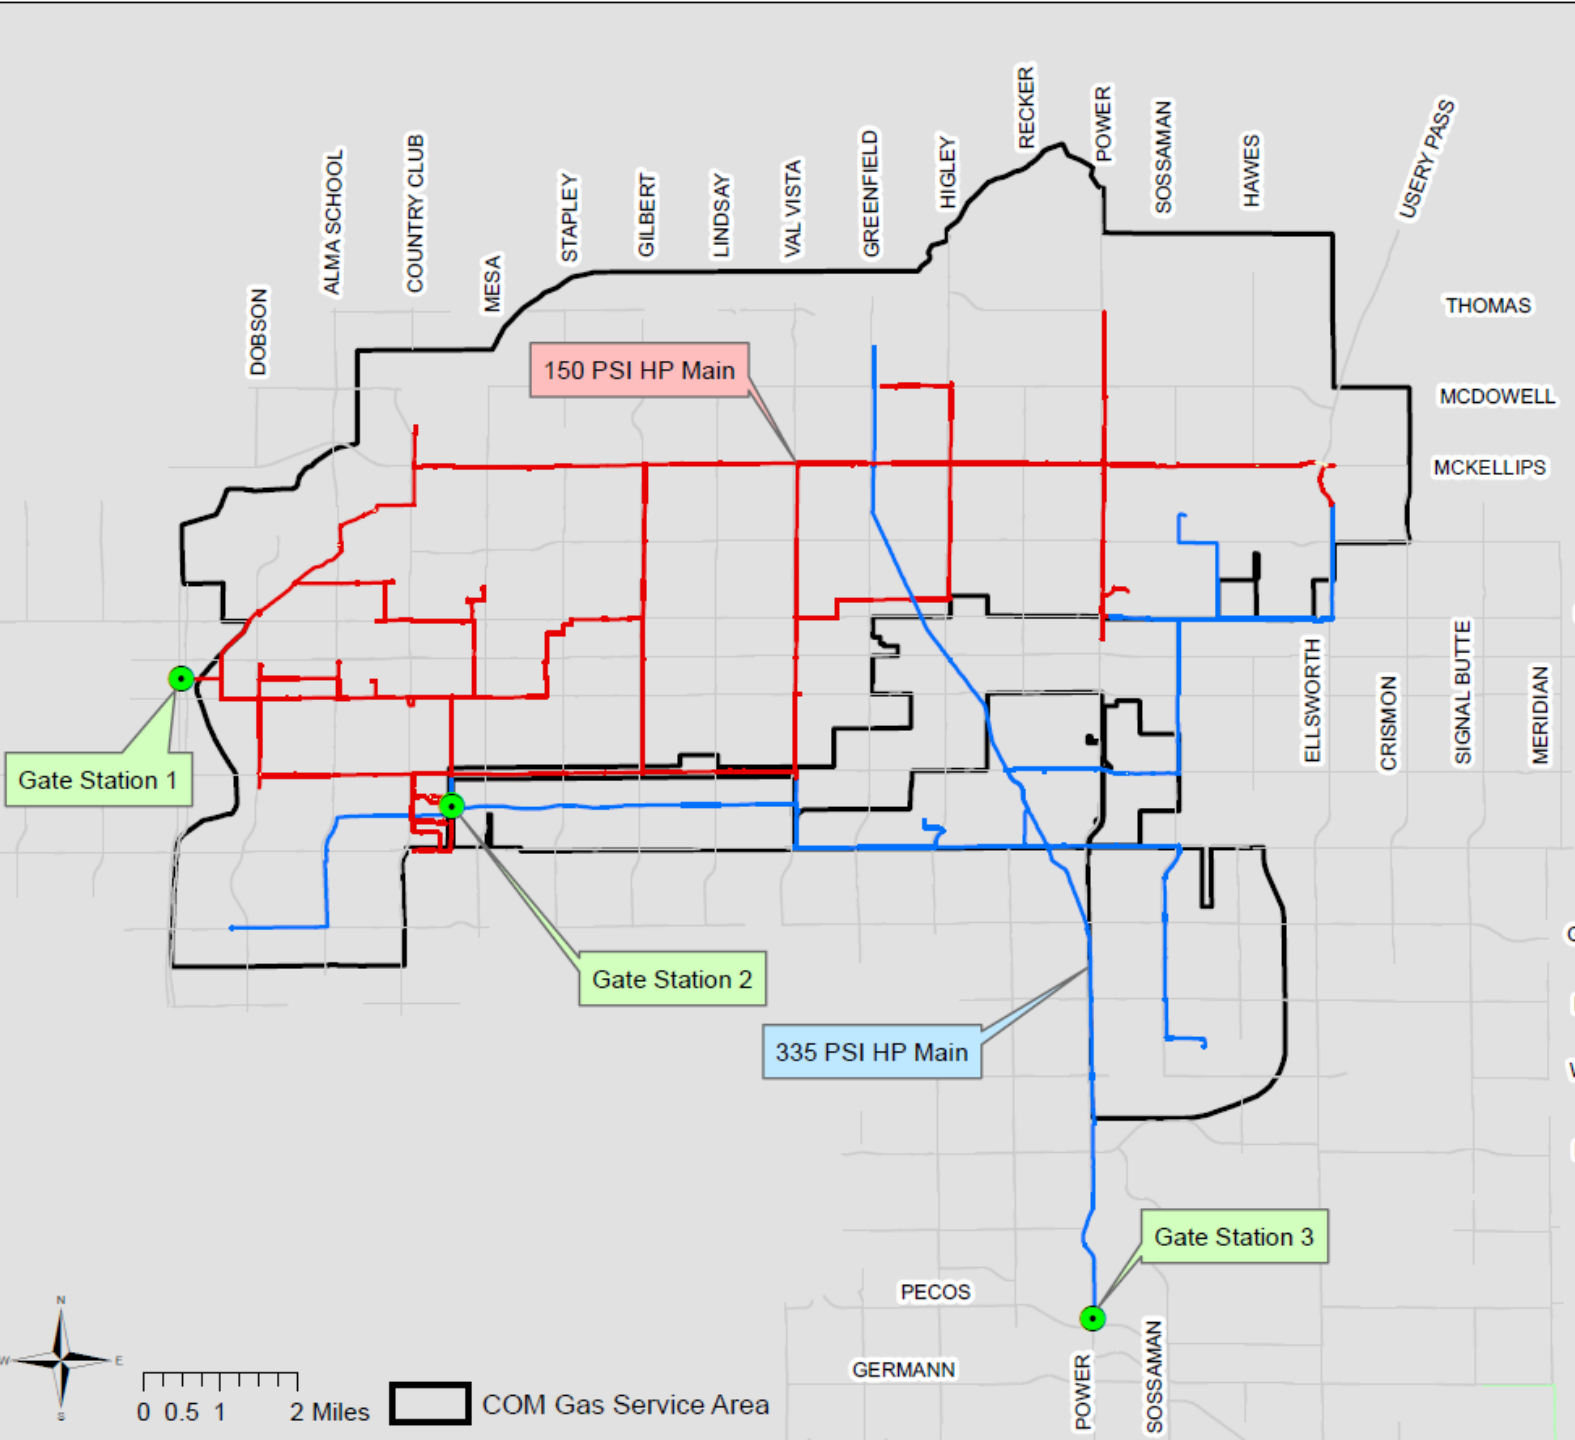 RECKER
POWER
SOSSAMAN
HAWES
USERY PASS
ALMA SCHOOL
COUNTRY CLUB
STAPLEY
GILBERT
LINDSAY
VAL VISTA
GREENFIELD
HIGLEY
DOBSON
MESA
THOMAS
150 PSI HP Main
MCDOWELL
MCKELLIPS
ELLSWORTH
CRISMON
SIGNAL BUTTE
MERIDIAN
Gate Station 1
Gate Station 2
335 PSI HP Main
Gate Station 3
PECOS
GERMANN
POWER
SOSSAMAN
N
W E
S
0 0.5 1 2 Miles
COM Gas Service Area